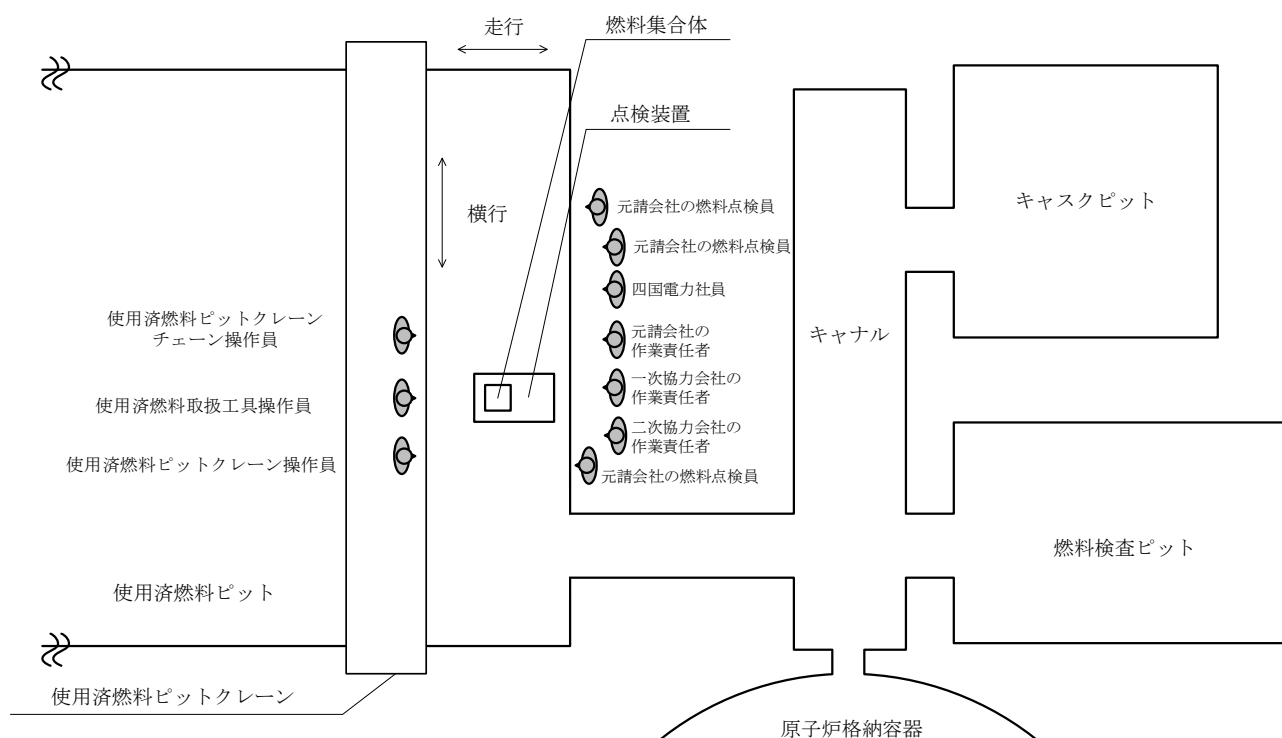 走行
燃料集合体
点検装置
横行
元請会社の燃料点検員
元請会社の燃料点検員
四国電力社員
元請会社の
作業責任者
一次協力会社の
作業責任者
二次協力会社の
作業責任者
元請会社の燃料点検員
使用済燃料ピットクレーン
チェーン操作員
使用済燃料取扱工具操作員
使用済燃料ピットクレーン操作員
キャナル
キャスクピット
燃料検査ピット
使用済燃料ピット
使用済燃料ピットクレーン
原子炉格納容器